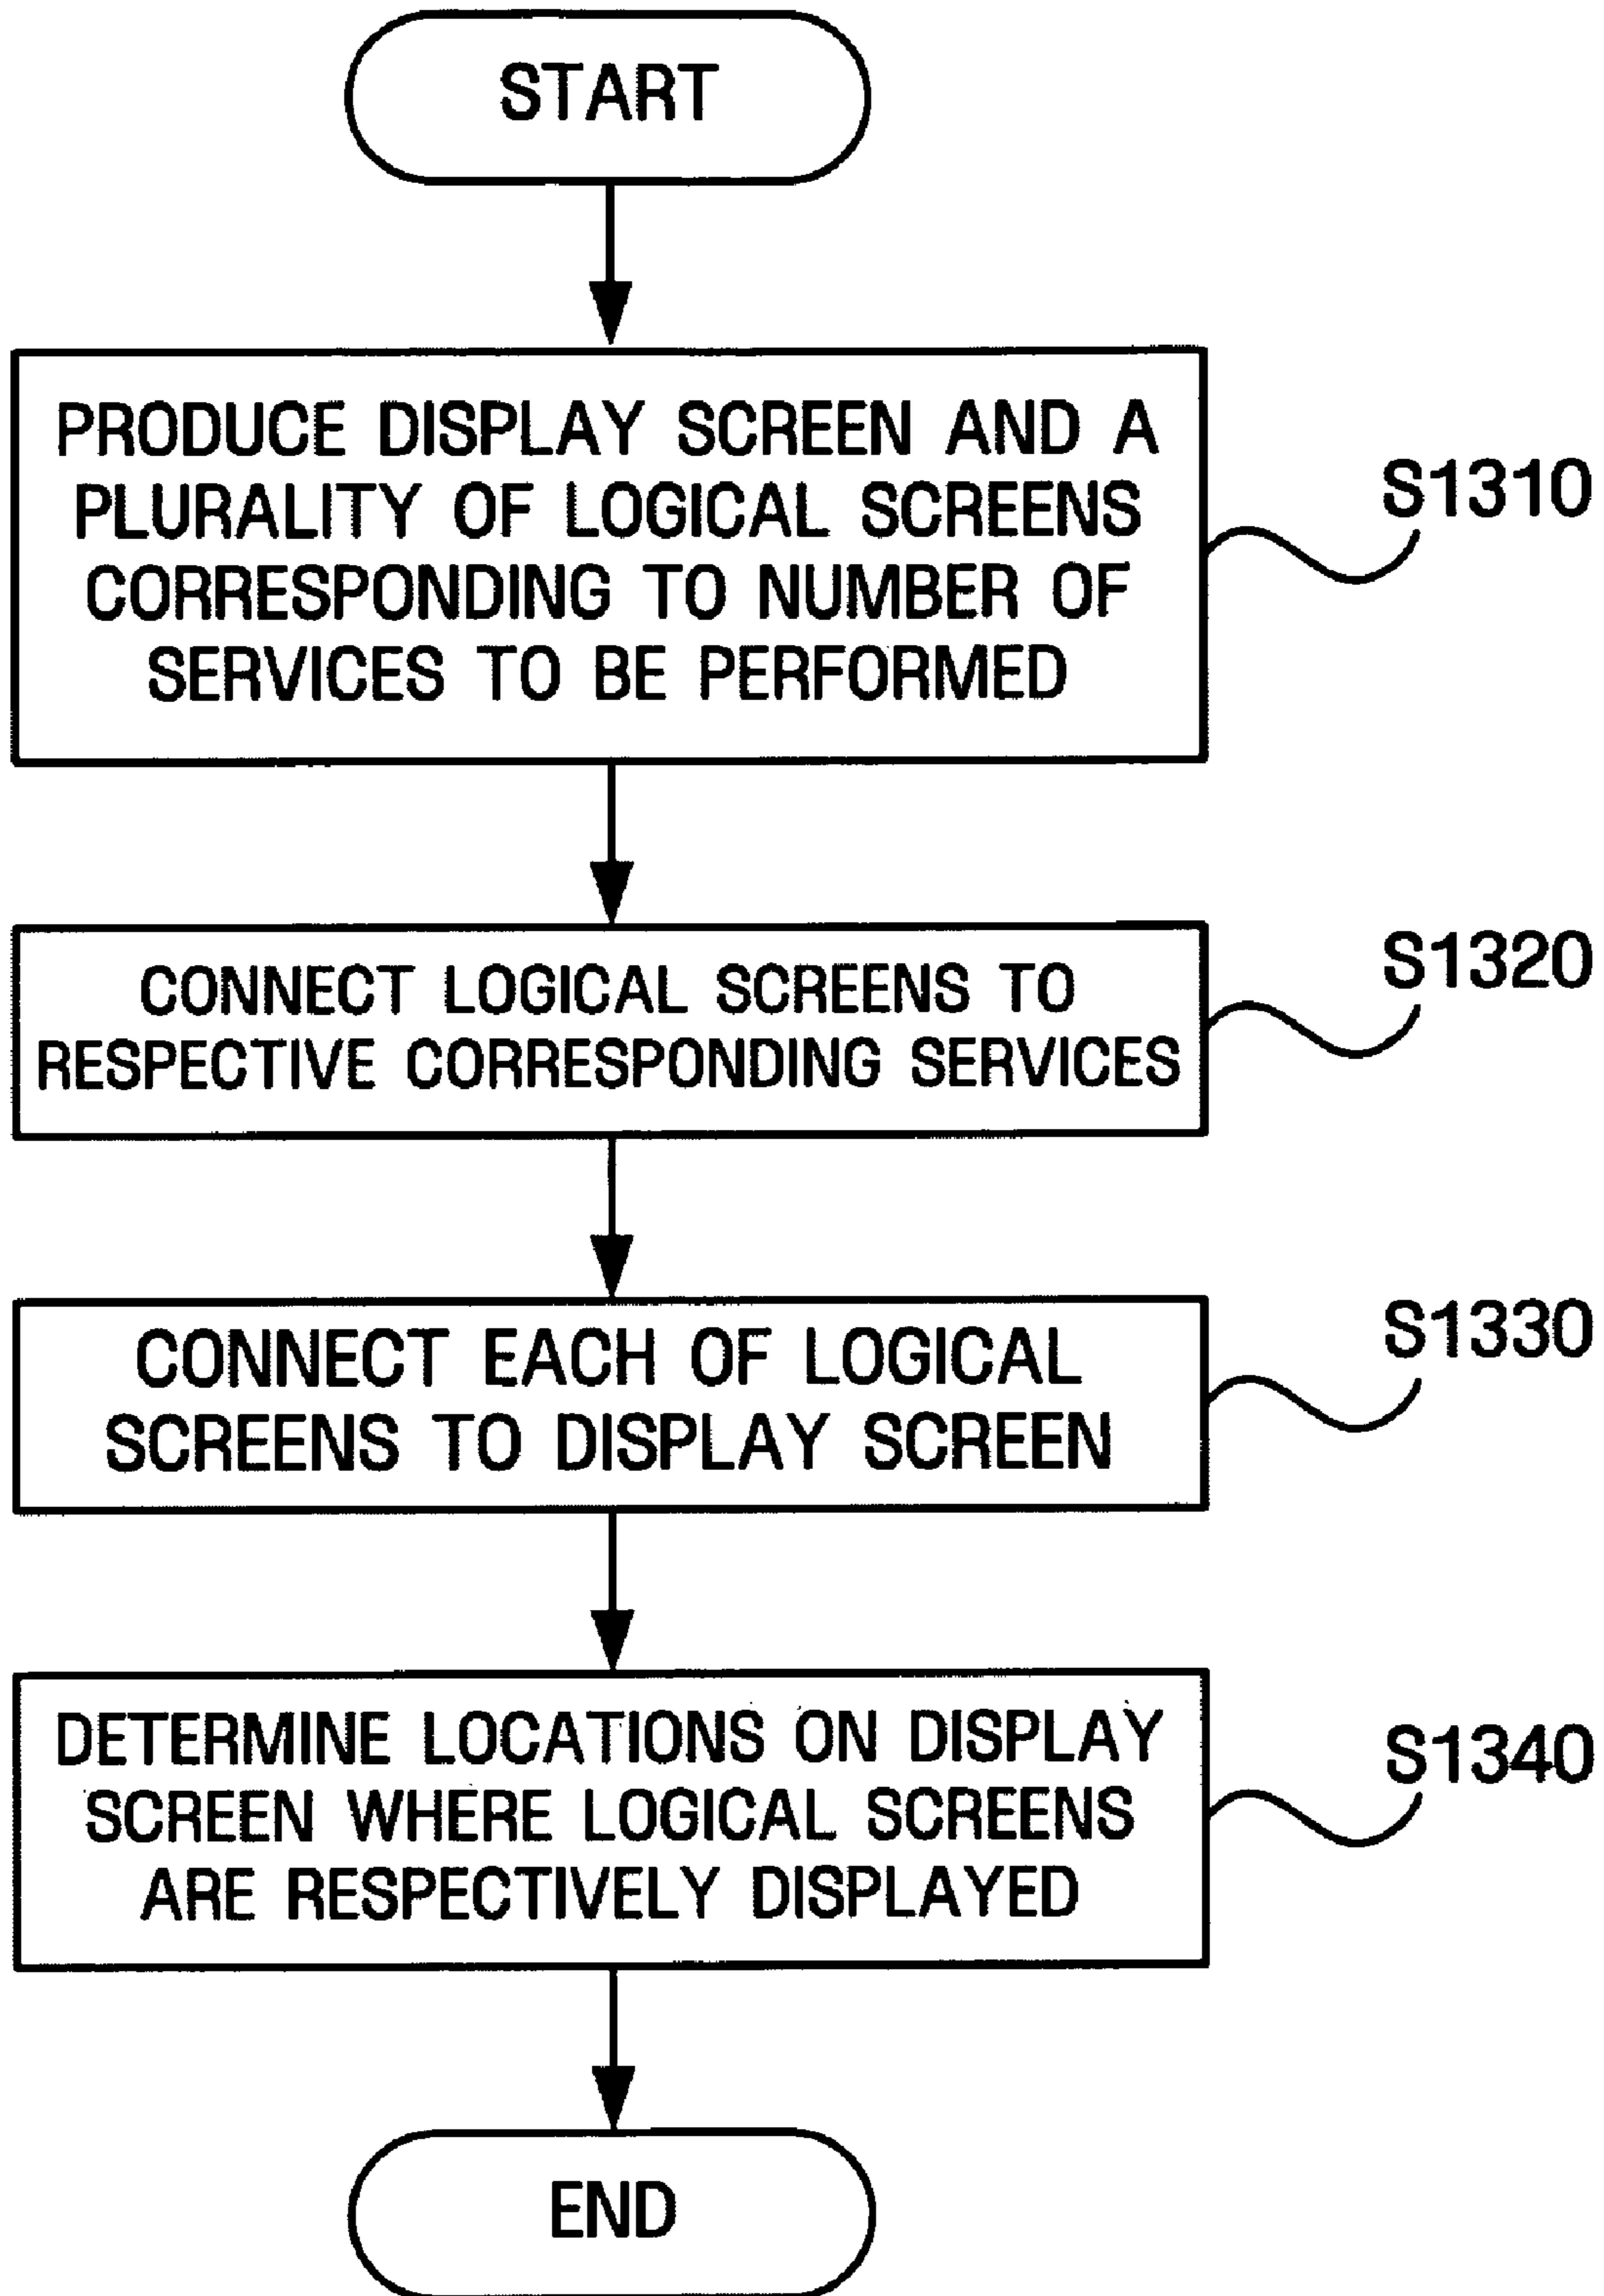 START
PRODUCE DISPLAY SCREEN AND A
PLURALITY OF LOGICAL SCREENS
CORRESPONDING TO NUMBER OF
SERVICES TO BE PERFORMED
S1310
CONNECT LOGICAL SCREENS TO
RESPECTIVE CORRESPONDING SERVICES
S1320
CONNECT EACH OF LOGICAL
SCREENS TO DISPLAY SCREEN
S1330
DETERMINE LOCATIONS ON DISPLAY
SCREEN WHERE LOGICAL SCREENS
ARE RESPECTIVELY DISPLAYED
S1340
END